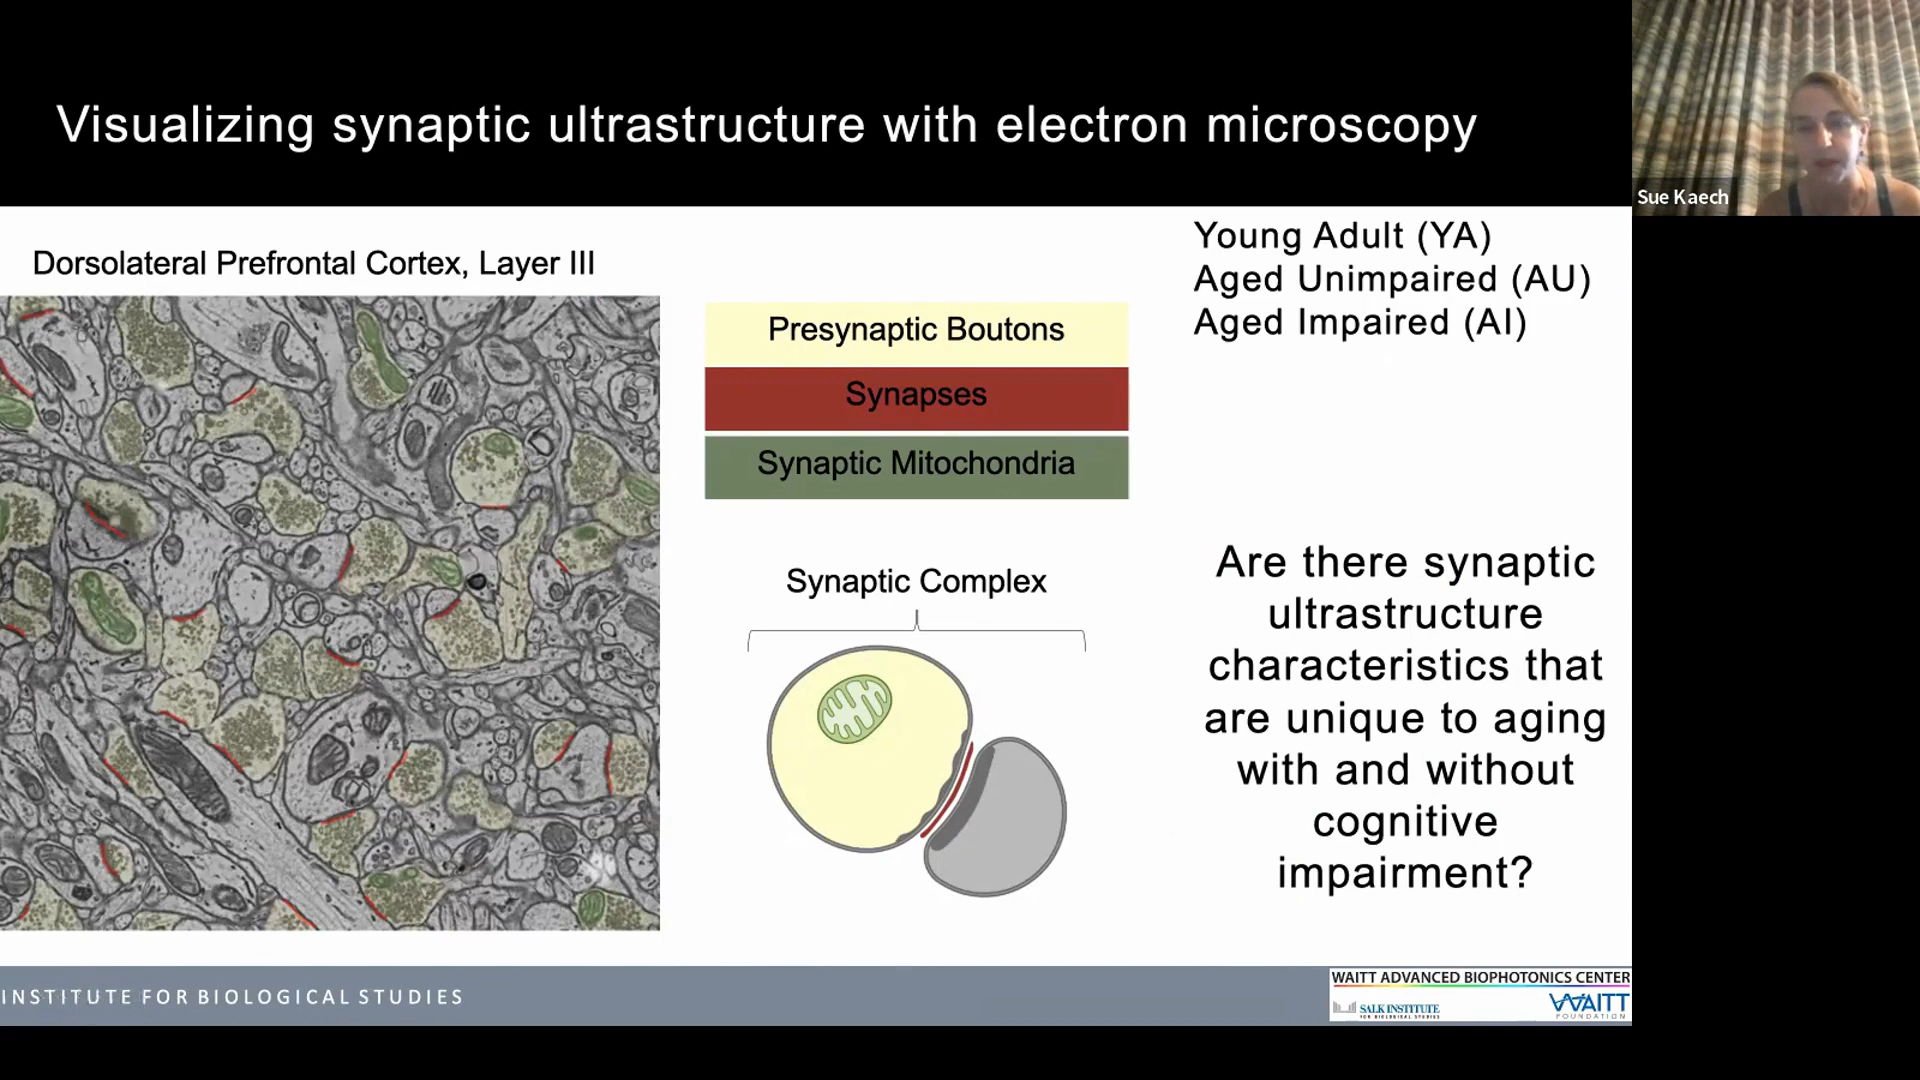 Visualizing synaptic ultrastructure with electron microscopy
Sue Kaech
Dorsolateral Prefrontal Cortex, Layer III
Presynaptic Boutons
Synapses
Synaptic Mitochondria
Synaptic Complex
Young Adult (YA)
Aged Unimpaired (AU)
Aged Impaired (AI)
Are there synaptic
ultrastructure
characteristics that
are unique to aging
with and without
cognitive
impairment?
INSTITUTE FOR BIOLOGICAL STUDIES
WAITT ADVANCED BIOPHOTONICS CENTER
SALK INSTITUTE
FOR BIOLOGICAL STUDIES
WAITT
FOUNDATION